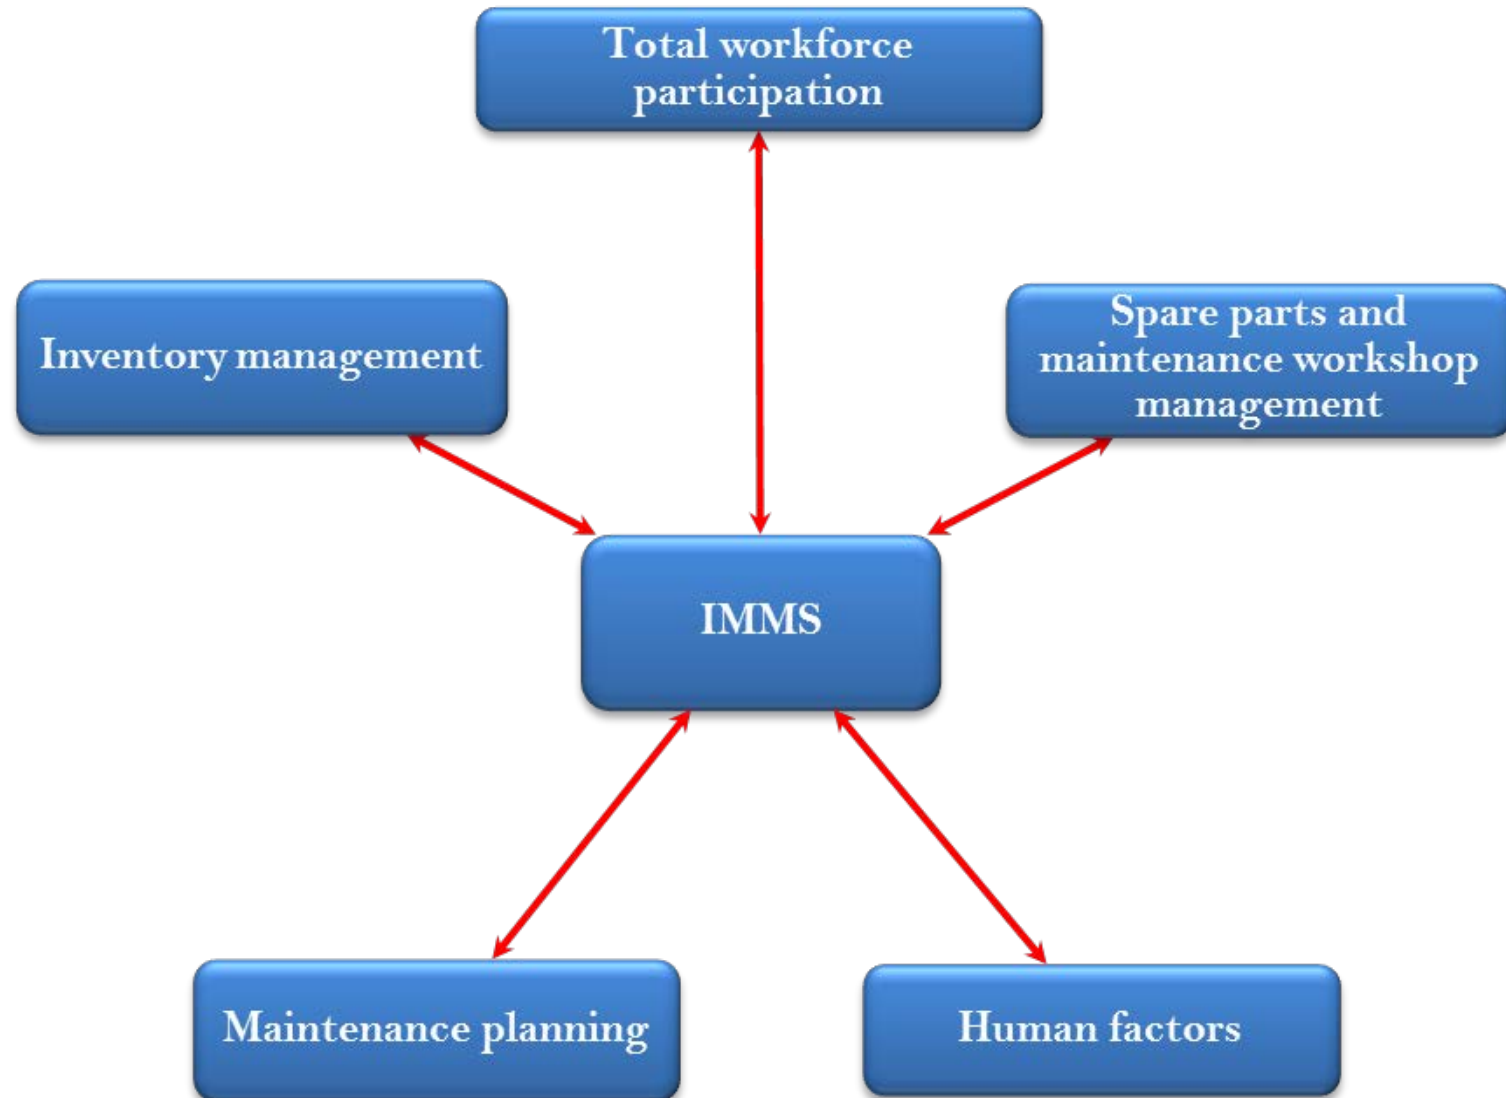 Total workforce
participation
Inventory management
Spare parts and
maintenance workshop
management
IMMS
Maintenance planning
Human factors